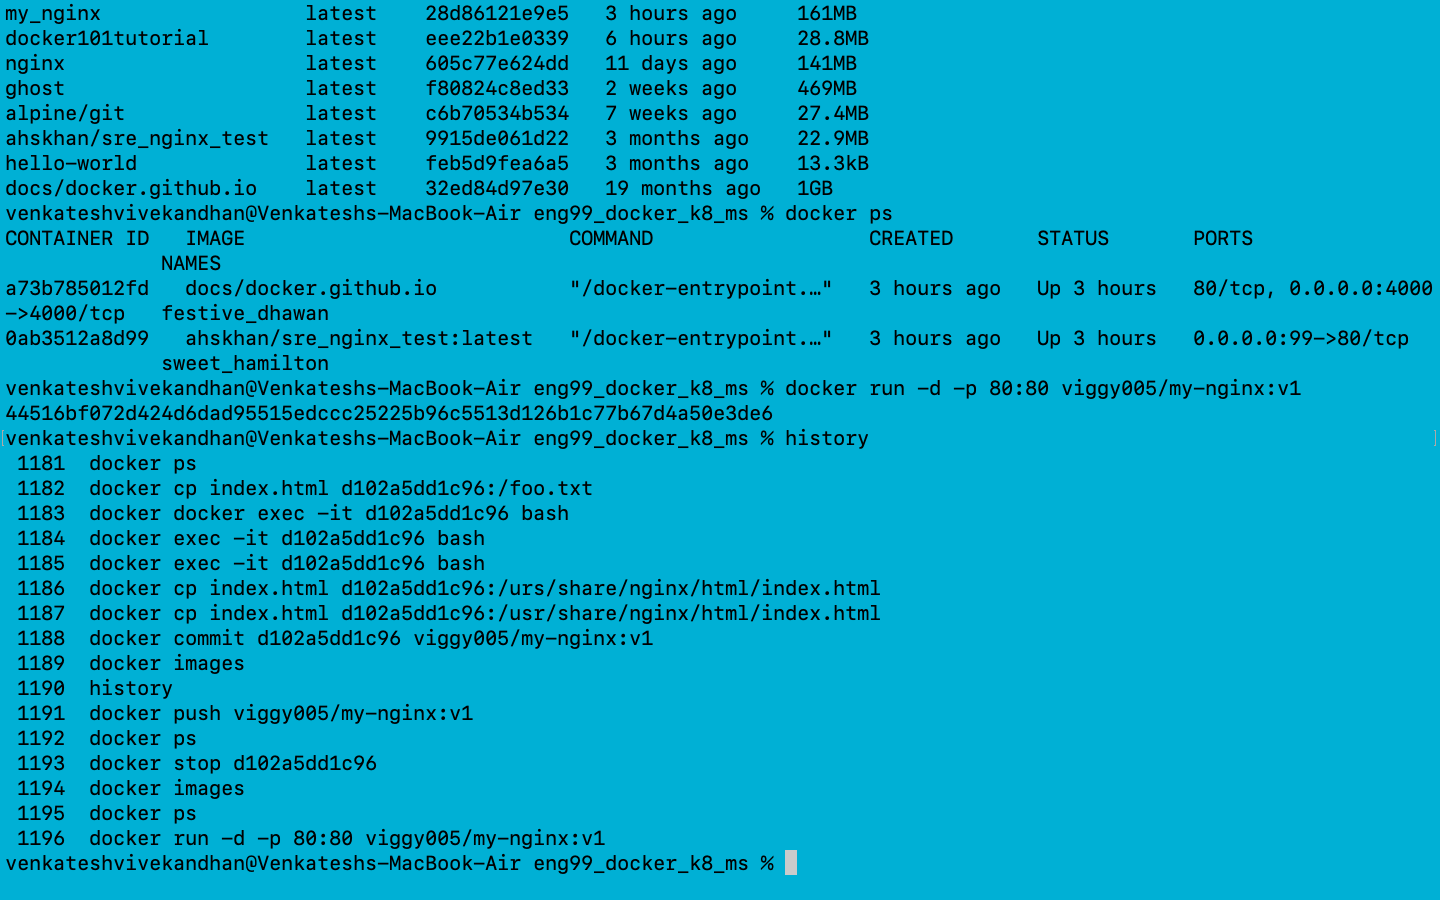 my_nginx                 latest    28d86121e9e5   3 hours ago     161MB
docker101tutorial        latest    eee22b1e0339   6 hours ago     28.8MB
nginx                    latest    605c77e624dd   11 days ago     141MB
ghost                    latest    f80824c8ed33   2 weeks ago     469MB
alpine/git               latest    c6b70534b534   7 weeks ago     27.4MB
ahskhan/sre_nginx_test   latest    9915de061d22   3 months ago    22.9MB
hello-world              latest    feb5d9fea6a5   3 months ago    13.3kB
docs/docker.github.io    latest    32ed84d97e30   19 months ago   1GB
venkateshvivekandhan@Venkateshs-MacBook-Air eng99_docker_k8_ms % docker ps
CONTAINER ID   IMAGE                           COMMAND                  CREATED       STATUS       PORTS
             NAMES
a73b785012fd   docs/docker.github.io           "/docker-entrypoint.…"   3 hours ago   Up 3 hours   80/tcp, 0.0.0.0:4000
->4000/tcp   festive_dhawan
0ab3512a8d99   ahskhan/sre_nginx_test:latest   "/docker-entrypoint.…"   3 hours ago   Up 3 hours   0.0.0.0:99->80/tcp
             sweet_hamilton
venkateshvivekandhan@Venkateshs-MacBook-Air eng99_docker_k8_ms % docker run -d -p 80:80 viggy005/my-nginx:v1
44516bf072d424d6dad95515edccc25225b96c5513d126b1c77b67d4a50e3de6
venkateshvivekandhan@Venkateshs-MacBook-Air eng99_docker_k8_ms % history
 1181  docker ps
 1182  docker cp index.html d102a5dd1c96:/foo.txt
 1183  docker docker exec -it d102a5dd1c96 bash
 1184  docker exec -it d102a5dd1c96 bash
 1185  docker exec -it d102a5dd1c96 bash
 1186  docker cp index.html d102a5dd1c96:/urs/share/nginx/html/index.html
 1187  docker cp index.html d102a5dd1c96:/usr/share/nginx/html/index.html
 1188  docker commit d102a5dd1c96 viggy005/my-nginx:v1
 1189  docker images
 1190  history
 1191  docker push viggy005/my-nginx:v1
 1192  docker ps
 1193  docker stop d102a5dd1c96
 1194  docker images
 1195  docker ps
 1196  docker run -d -p 80:80 viggy005/my-nginx:v1
venkateshvivekandhan@Venkateshs-MacBook-Air eng99_docker_k8_ms %